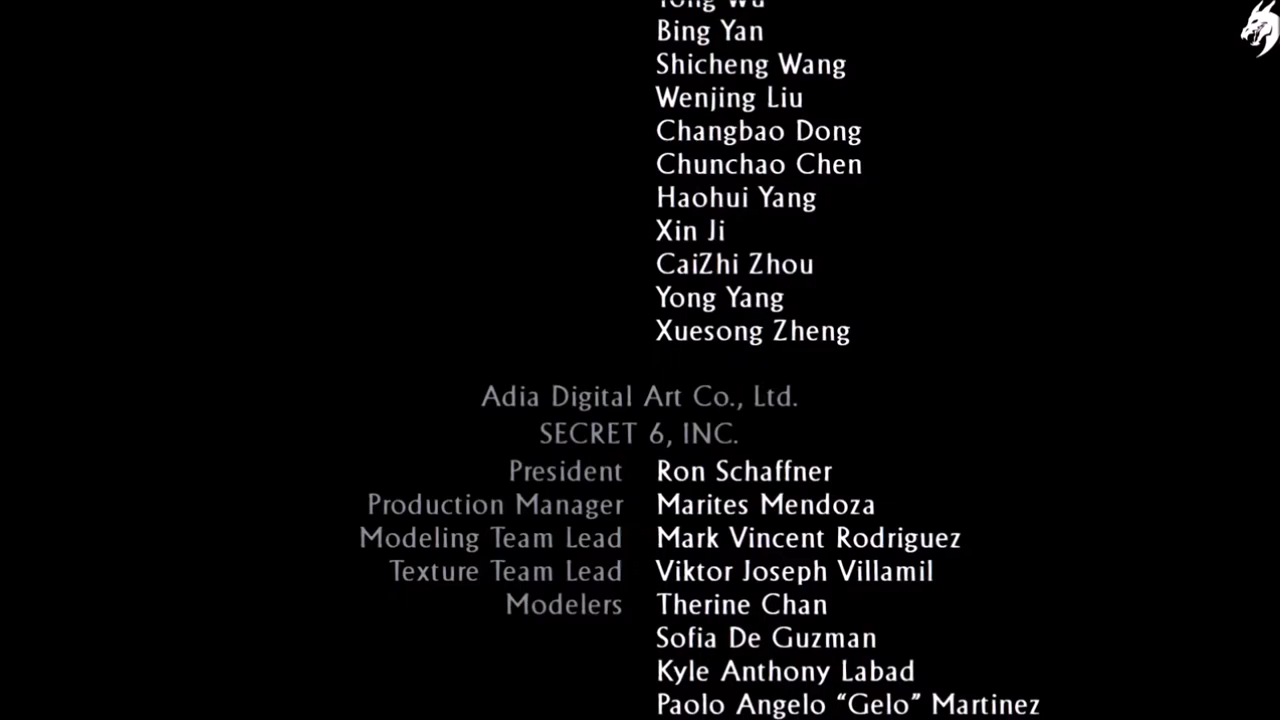 Yong Wu
Bing Yan
Shicheng Wang
Wenjing Liu
Changbao Dong
Chunchao Chen
Haohui Yang
Xin Ji
CaiZhi Zhou
Yong Yang
Xuesong Zheng
Adia Digital Art Co., Ltd.
SECRET 6, INC.
President Ron Schaffner
Production Manager Marites Mendoza
Modeling Team Lead Mark Vincent Rodriguez
Texture Team Lead Viktor Joseph Villamil
Modelers Therine Chan
Sofia De Guzman
Kyle Anthony Labad
Paolo Angelo “Gelo” Martinez